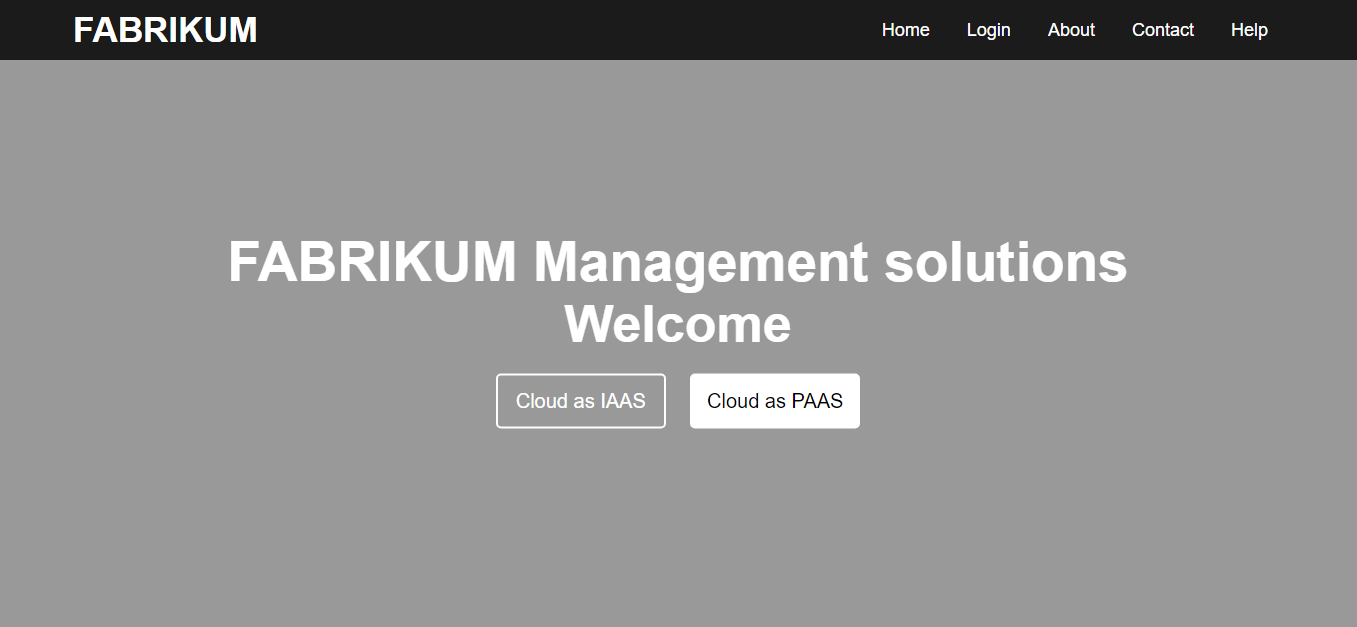 FABRIKUM
Home Login About Contact Help
FABRIKUM Management solutions
Welcome
Cloud as IAAS
Cloud as PAAS